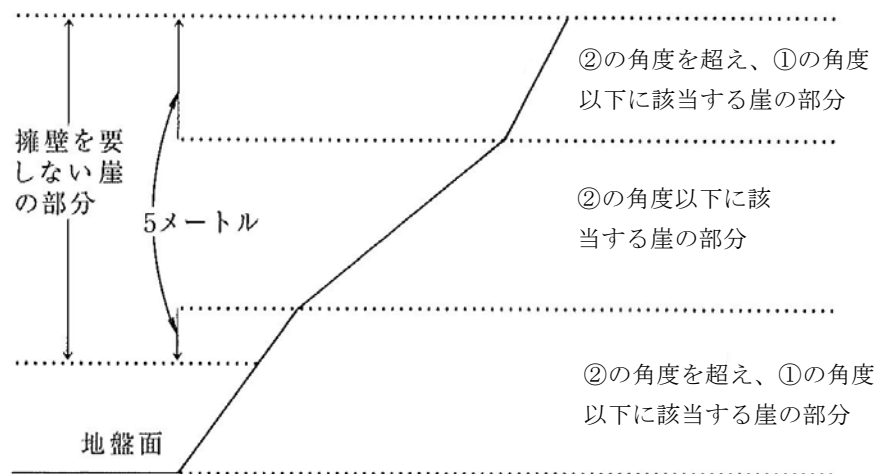 ②の角度を超え、①の角度
以下に該当する崖の部分
擁壁を要
しない崖
の部分
5メートル
②の角度以下に該
当する崖の部分
②の角度を超え、①の角度
以下に該当する崖の部分
地盤面